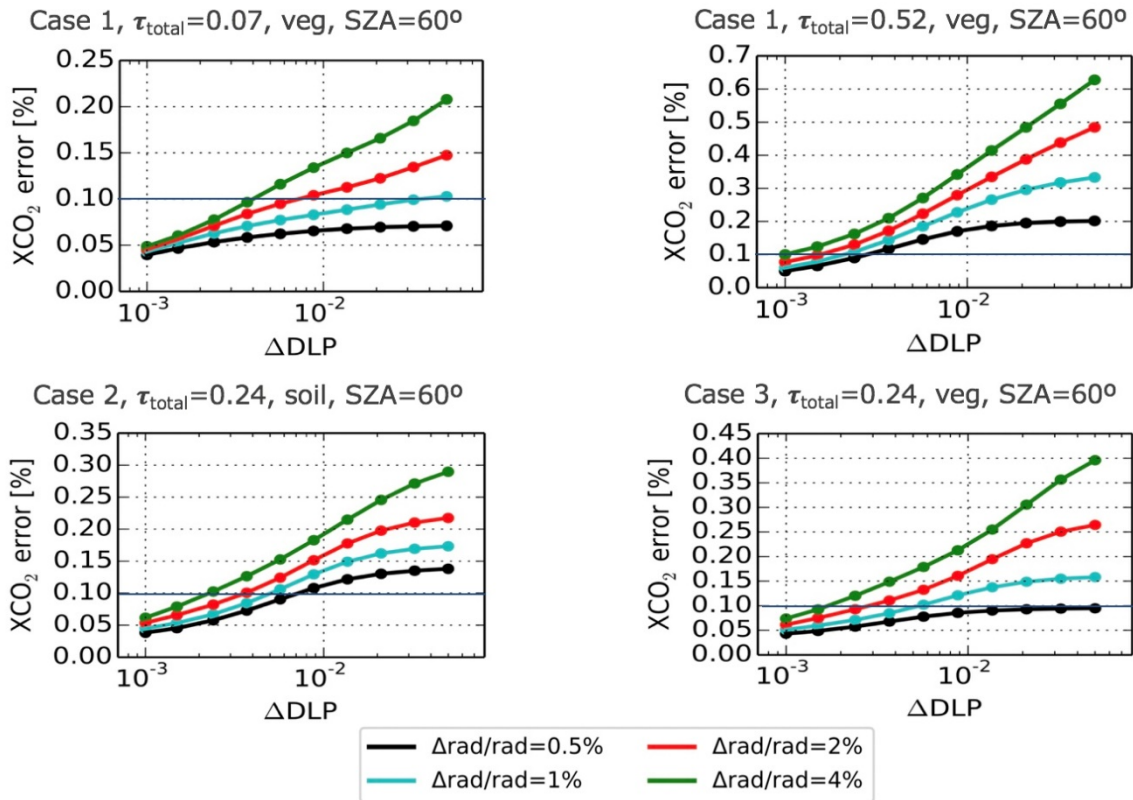 Case 1, τtotal=0.07, veg, SZA=60º
0.25
0.20
0.15
0.10
0.05
0.00
XCO₂ error [%]
10⁻³
10⁻²
ΔDLP
Case 1, τtotal=0.52, veg, SZA=60º
0.7
0.6
0.5
0.4
0.3
0.2
0.1
0.0
XCO₂ error [%]
10⁻³
10⁻²
ΔDLP
Case 2, τtotal=0.24, soil, SZA=60º
0.35
0.30
0.25
0.20
0.15
0.10
0.05
0.00
XCO₂ error [%]
10⁻³
10⁻²
ΔDLP
Case 3, τtotal=0.24, veg, SZA=60º
0.45
0.40
0.35
0.30
0.25
0.20
0.15
0.10
0.05
0.00
XCO₂ error [%]
10⁻³
10⁻²
ΔDLP
Δrad/rad=0.5%
Δrad/rad=1%
Δrad/rad=2%
Δrad/rad=4%